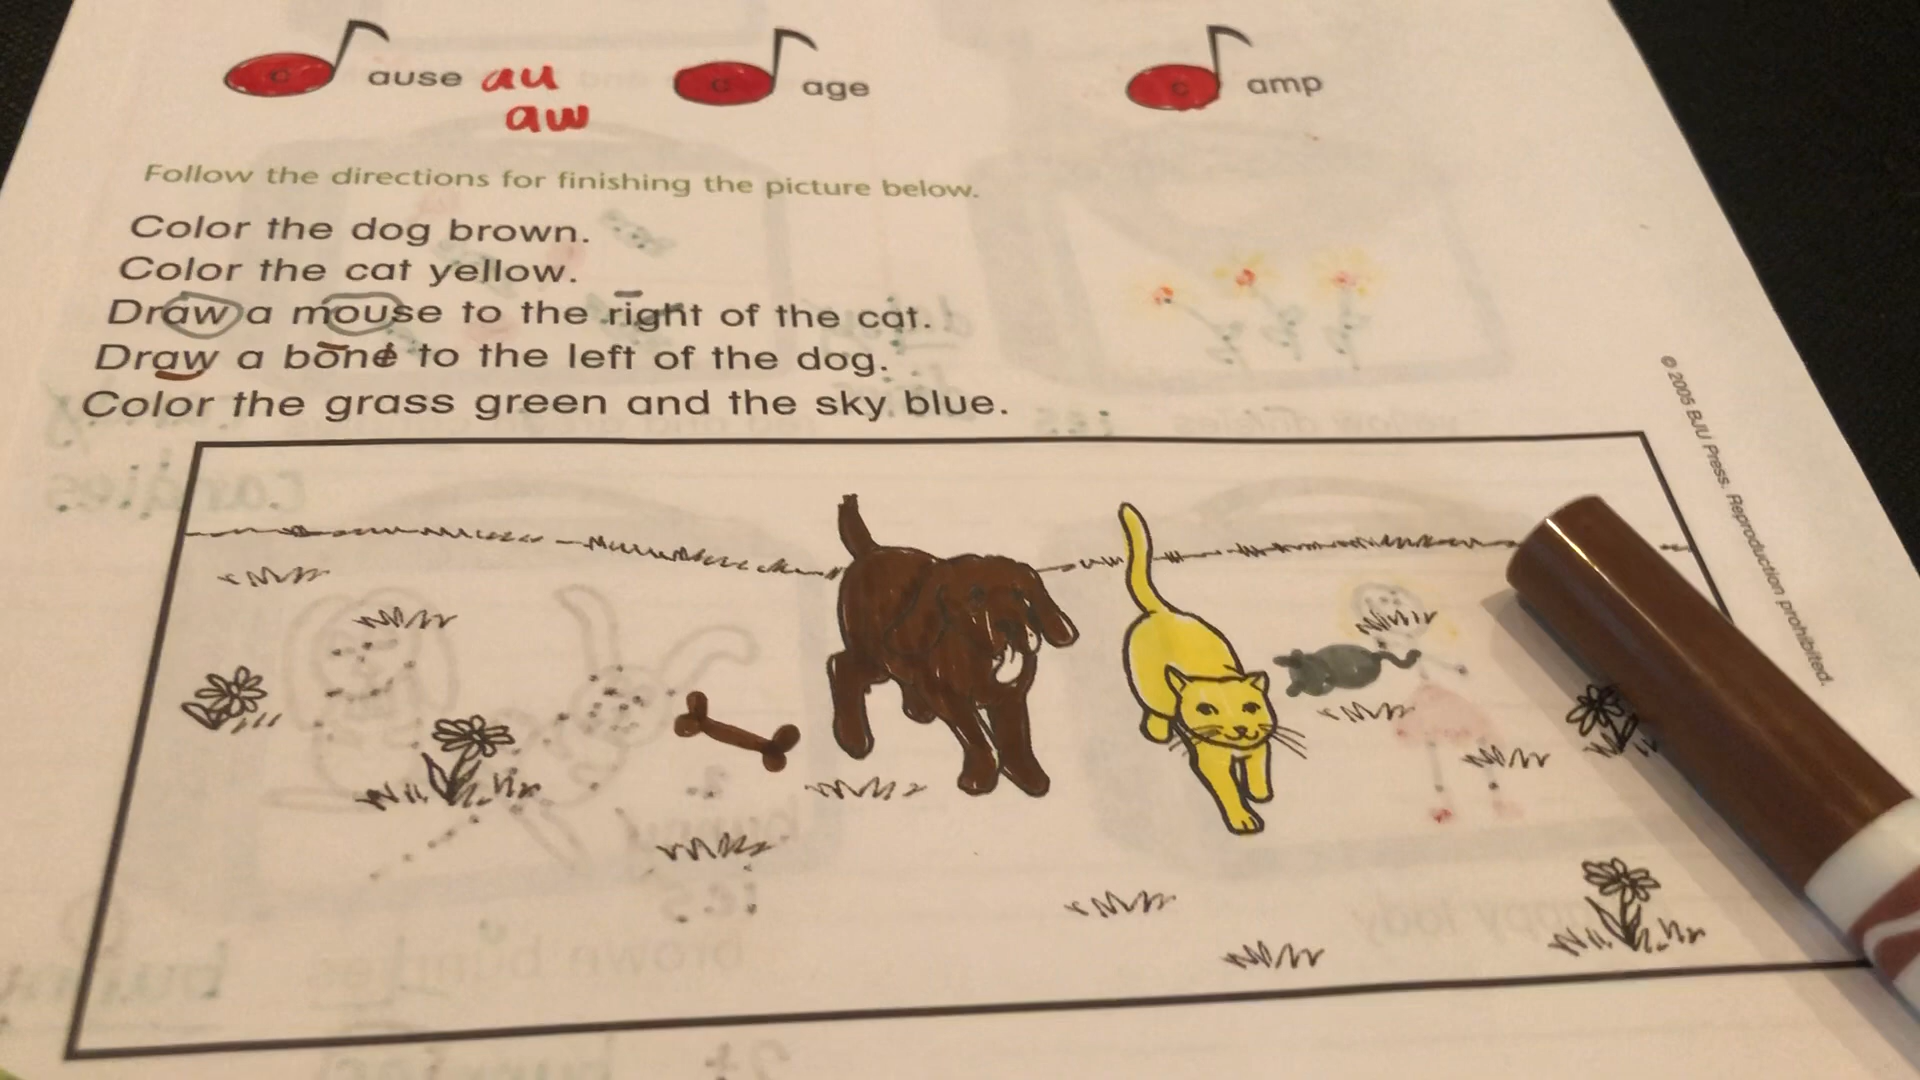 c ause au c age c amp
aw
Follow the directions for finishing the picture below.
Color the dog brown.
Color the cat yellow.
Draw a mouse to the right of the cat.
Draw a bone to the left of the dog.
Color the grass green and the sky blue.
© 2005 BJU Press. Reproduction prohibited.